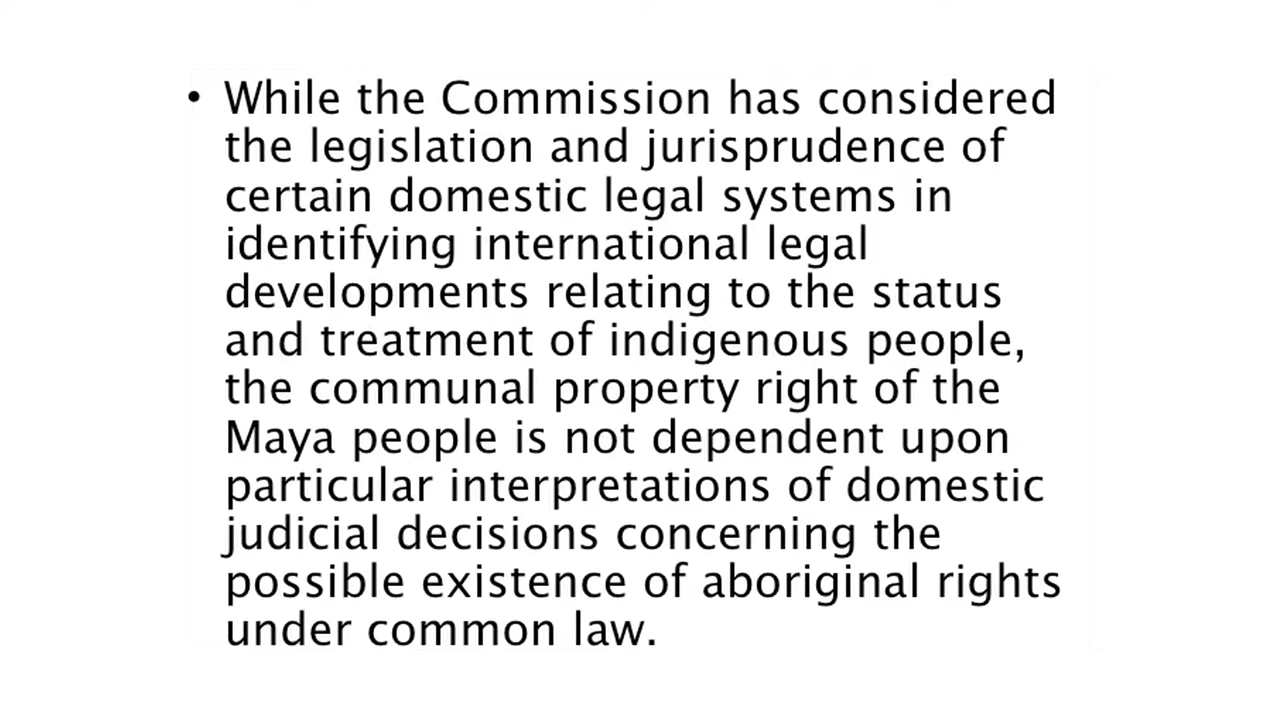 • While the Commission has considered
the legislation and jurisprudence of
certain domestic legal systems in
identifying international legal
developments relating to the status
and treatment of indigenous people,
the communal property right of the
Maya people is not dependent upon
particular interpretations of domestic
judicial decisions concerning the
possible existence of aboriginal rights
under common law.